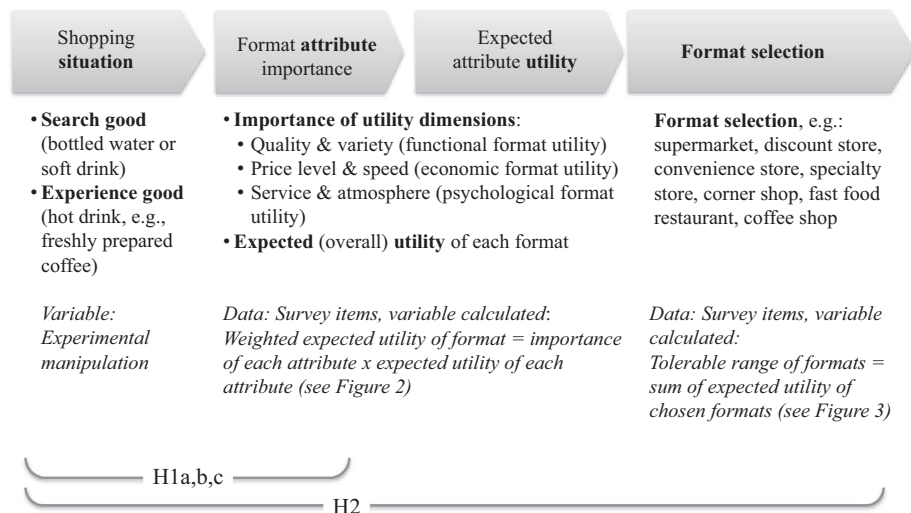 Shopping
situation
Format attribute
importance
Expected
attribute utility
Format selection
• Search good
(bottled water or
soft drink)
• Experience good
(hot drink, e.g.,
freshly prepared
coffee)
• Importance of utility dimensions:
• Quality & variety (functional format utility)
• Price level & speed (economic format utility)
• Service & atmosphere (psychological format
utility)
• Expected (overall) utility of each format
Format selection, e.g.:
supermarket, discount store,
convenience store, specialty
store, corner shop, fast food
restaurant, coffee shop
Variable:
Experimental
manipulation
Data: Survey items, variable calculated:
Weighted expected utility of format = importance
of each attribute x expected utility of each
attribute (see Figure 2)
Data: Survey items, variable
calculated:
Tolerable range of formats =
sum of expected utility of
chosen formats (see Figure 3)
H1a,b,c
H2